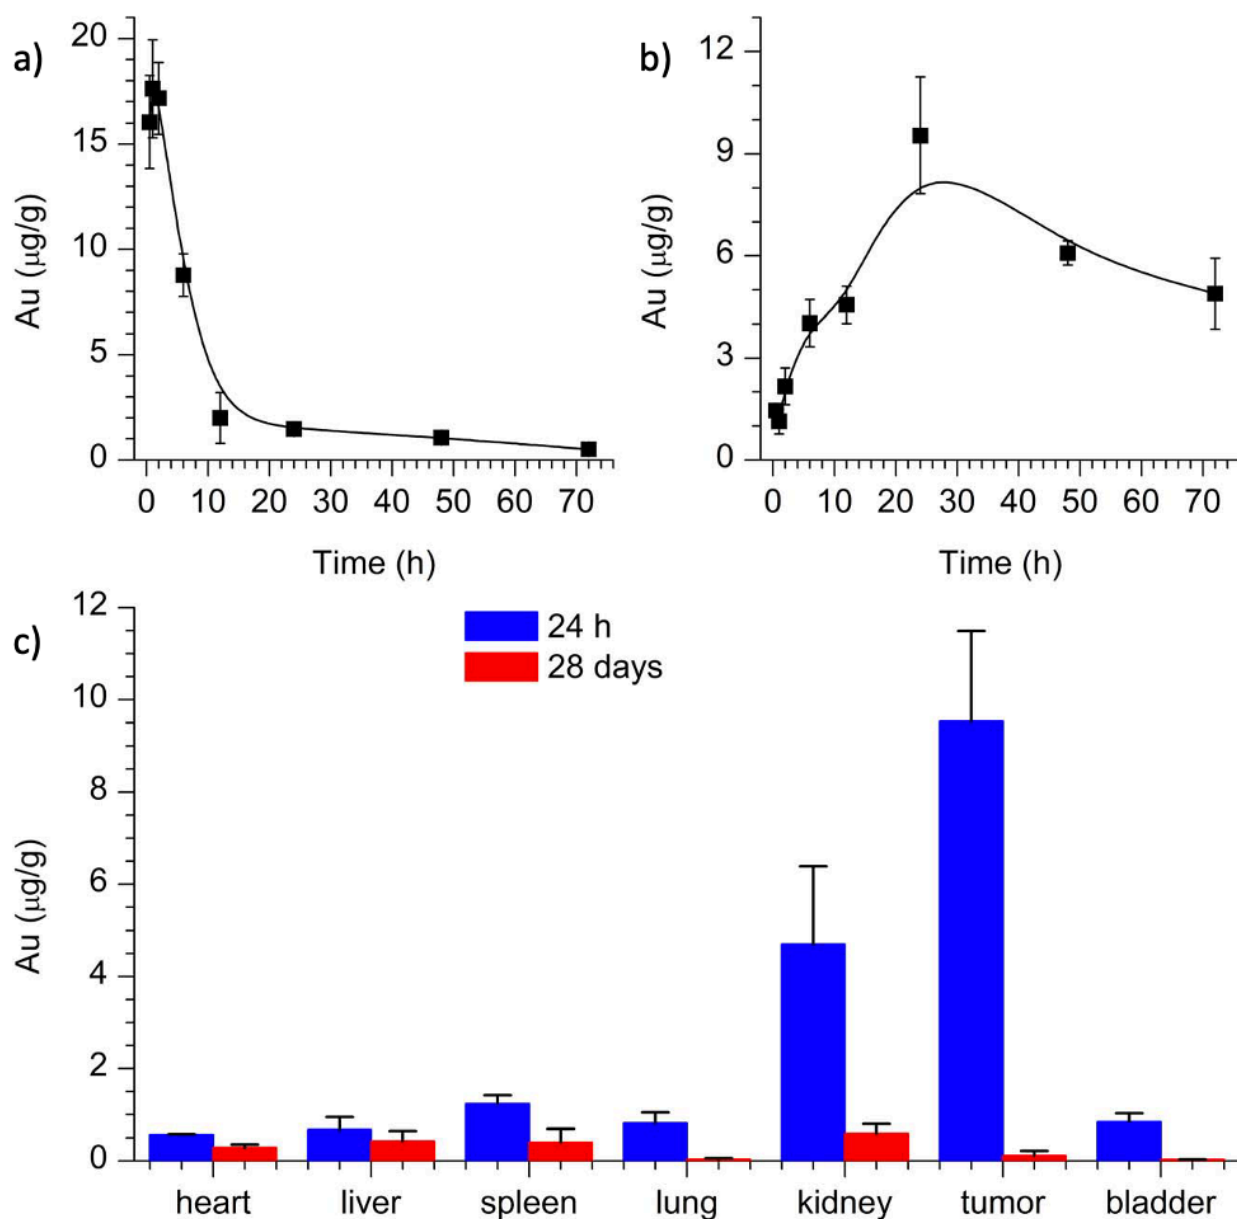 a)
Au (μg/g)
20
15
10
5
0
0 10 20 30 40 50 60 70
Time (h)
b)
Au (μg/g)
12
9
6
3
0
0 10 20 30 40 50 60 70
Time (h)
c)
24 h
28 days
Au (μg/g)
12
10
8
6
4
2
0
heart liver spleen lung kidney tumor bladder